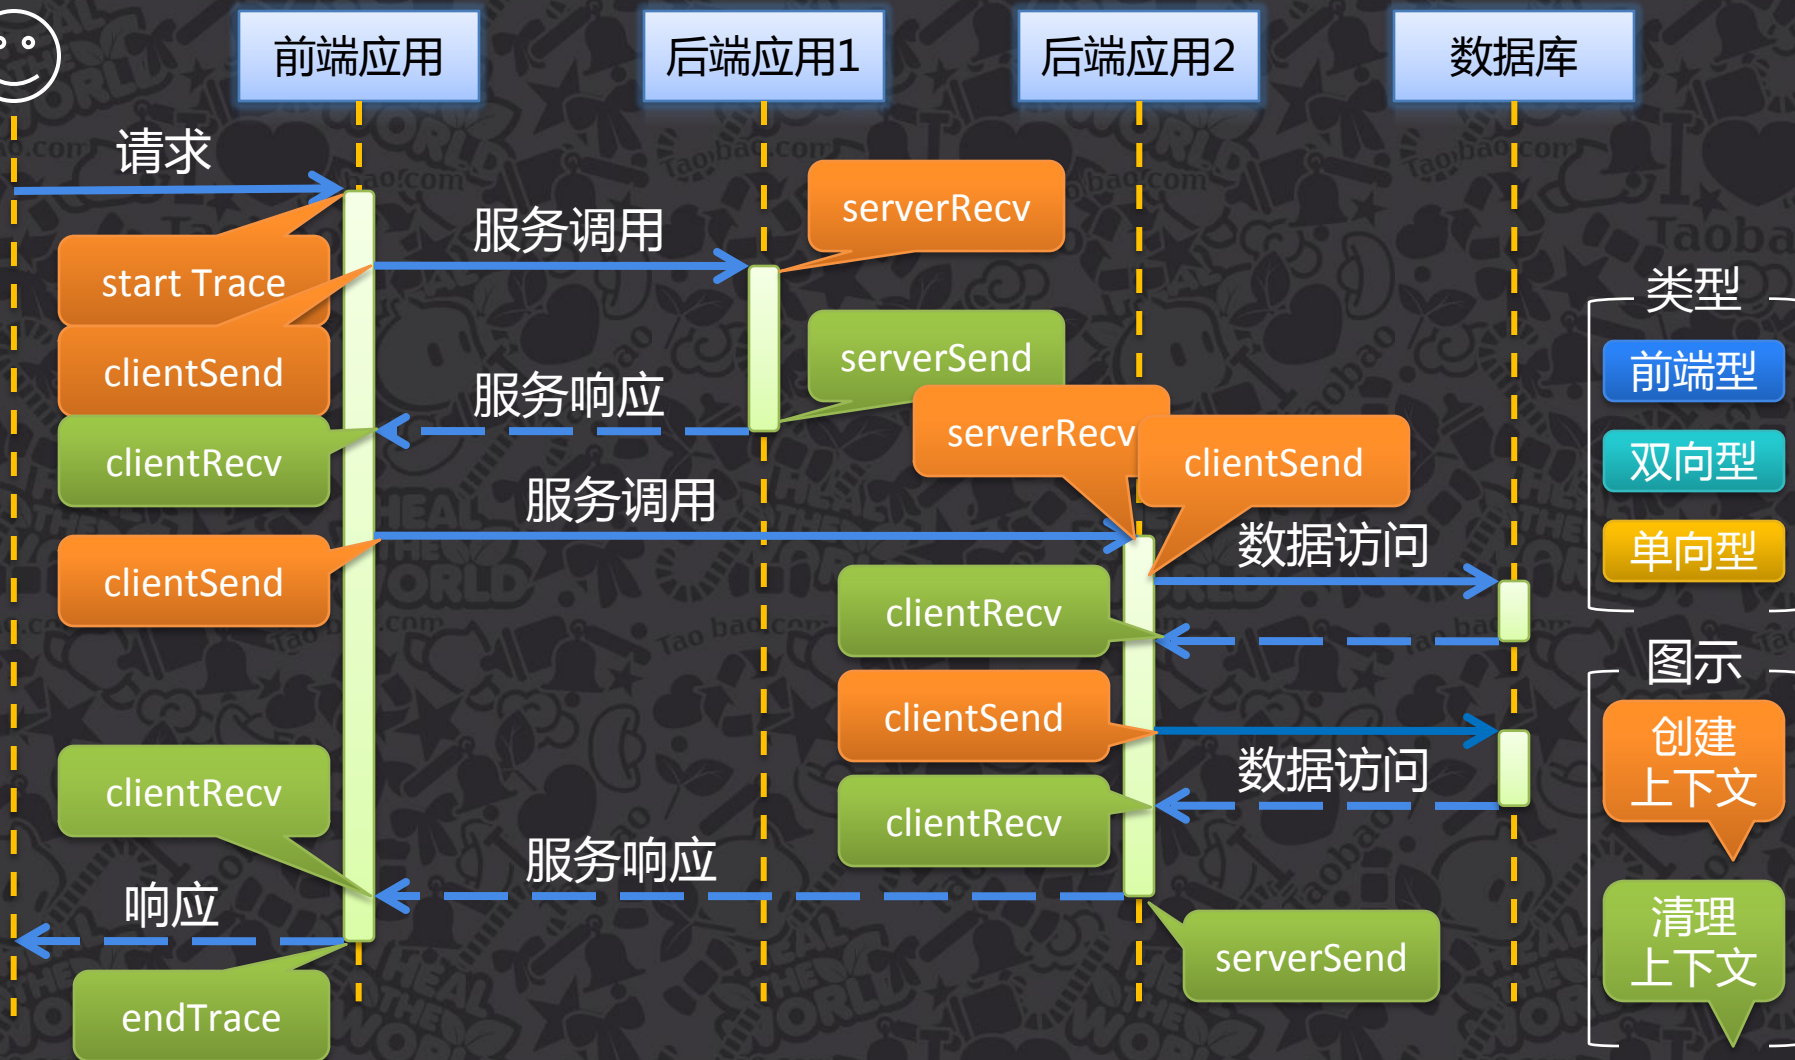 前端应用
后端应用1
后端应用2
数据库
请求
serverRecv
服务调用
start Trace
类型
clientSend
serverSend
前端型
服务响应
serverRecv
clientSend
clientRecv
双向型
服务调用
数据访问
单向型
clientSend
clientRecv
图示
clientSend
创建
上下文
数据访问
clientRecv
clientRecv
服务响应
响应
清理
上下文
serverSend
endTrace